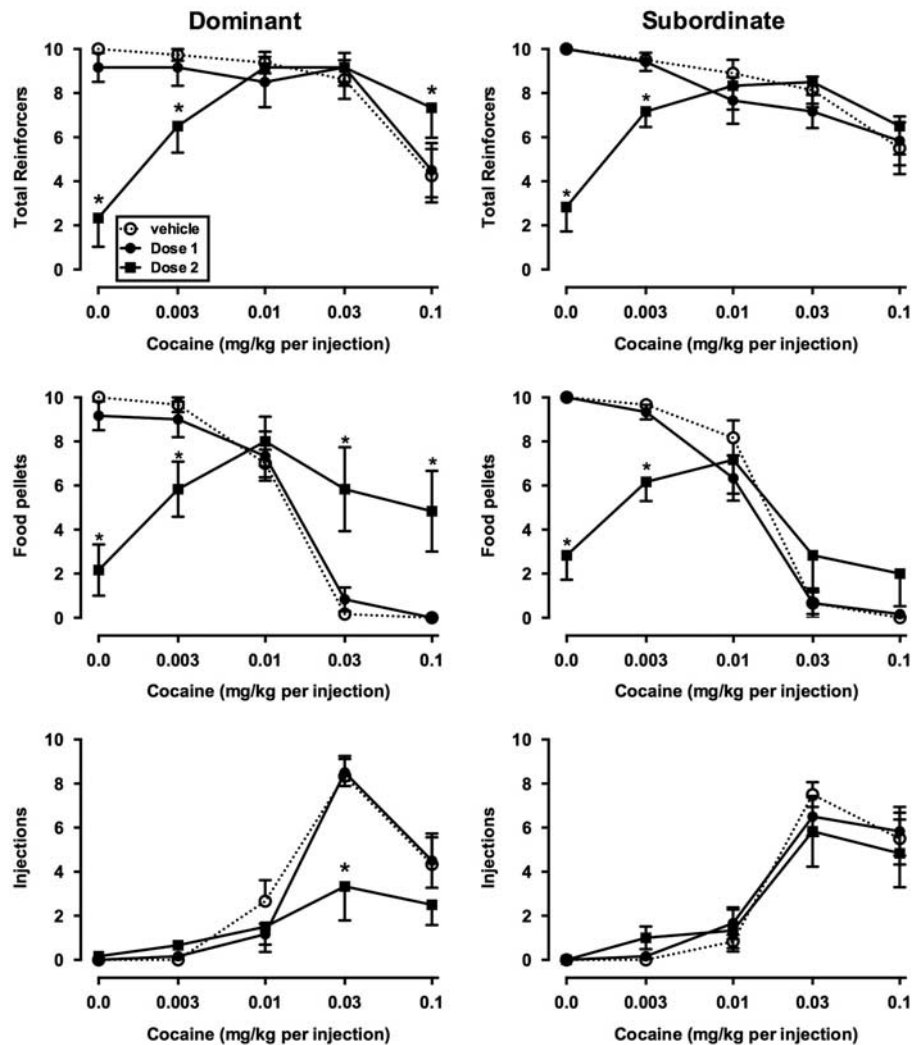 Dominant
Subordinate
10
8
6
4
2
0
Total Reinforcers
*
*
*
vehicle
Dose 1
Dose 2
0.0 0.003 0.01 0.03 0.1
Cocaine (mg/kg per injection)
10
8
6
4
2
0
Total Reinforcers
*
*
0.0 0.003 0.01 0.03 0.1
Cocaine (mg/kg per injection)
10
8
6
4
2
0
Food pellets
*
*
*
*
0.0 0.003 0.01 0.03 0.1
Cocaine (mg/kg per injection)
10
8
6
4
2
0
Food pellets
*
*
0.0 0.003 0.01 0.03 0.1
Cocaine (mg/kg per injection)
10
8
6
4
2
0
Injections
*
0.0 0.003 0.01 0.03 0.1
Cocaine (mg/kg per injection)
10
8
6
4
2
0
Injections
0.0 0.003 0.01 0.03 0.1
Cocaine (mg/kg per injection)